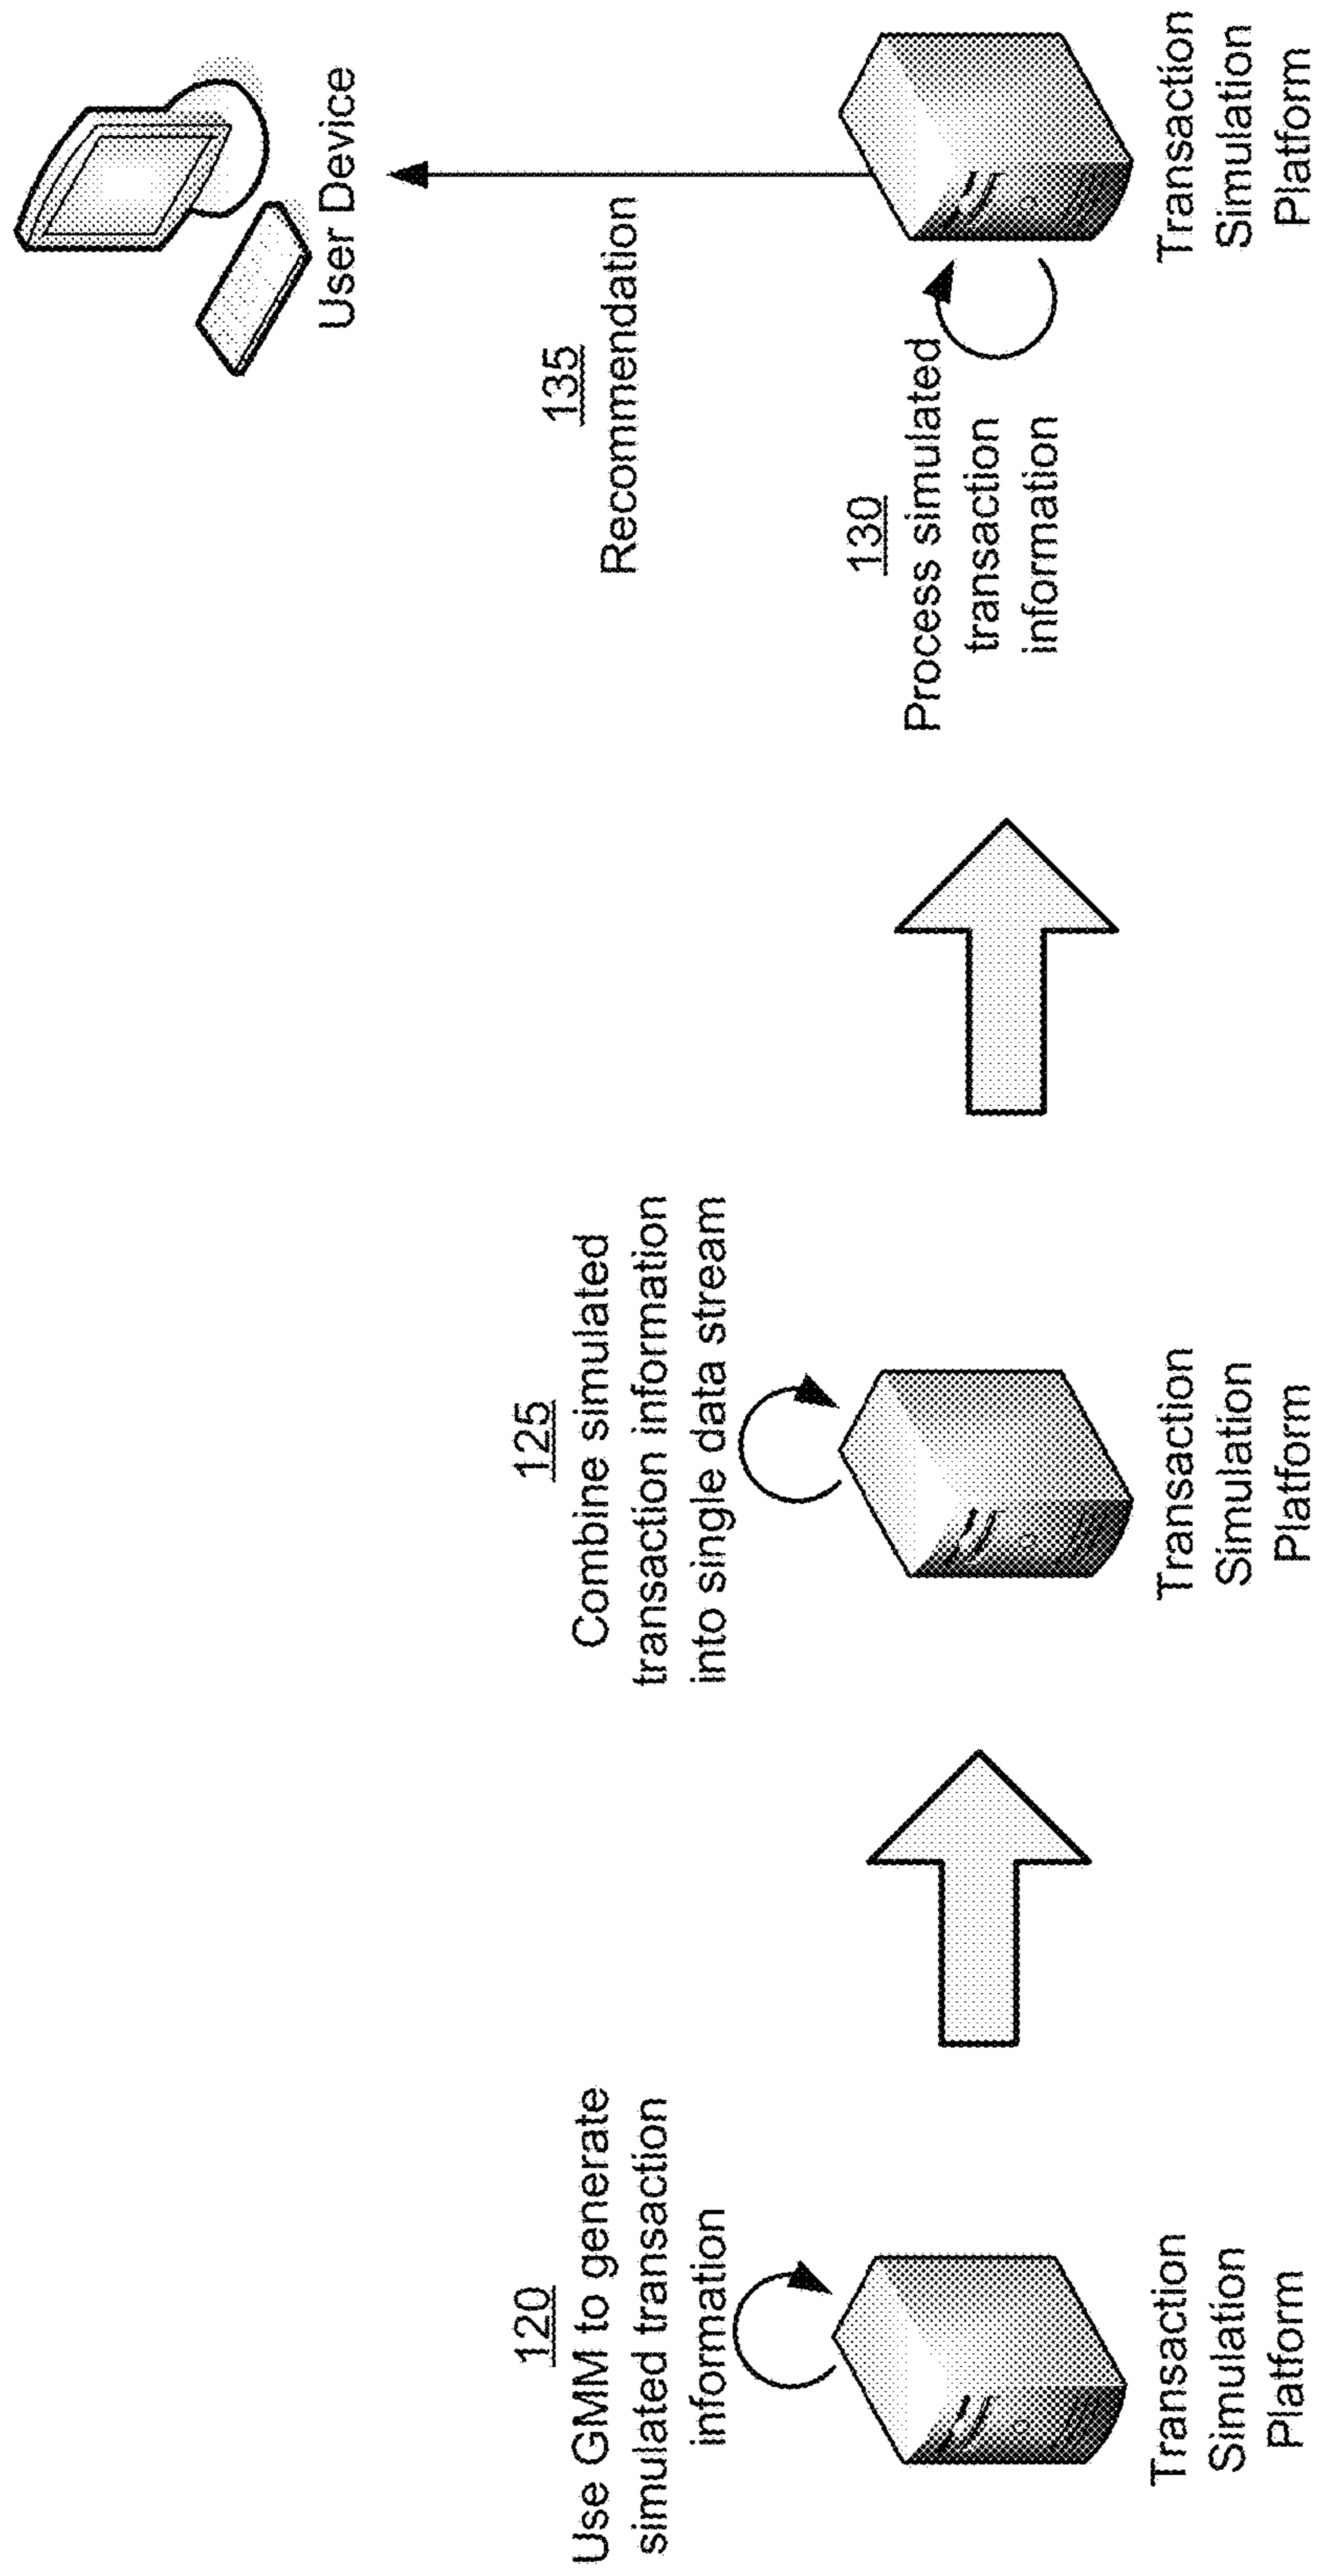 120
Use GMM to generate
simulated transaction
information
Transaction
Simulation
Platform
125
Combine simulated
transaction information
into single data stream
Transaction
Simulation
Platform
User Device
135
Recommendation
130
Process simulated
transaction
information
Transaction
Simulation
Platform